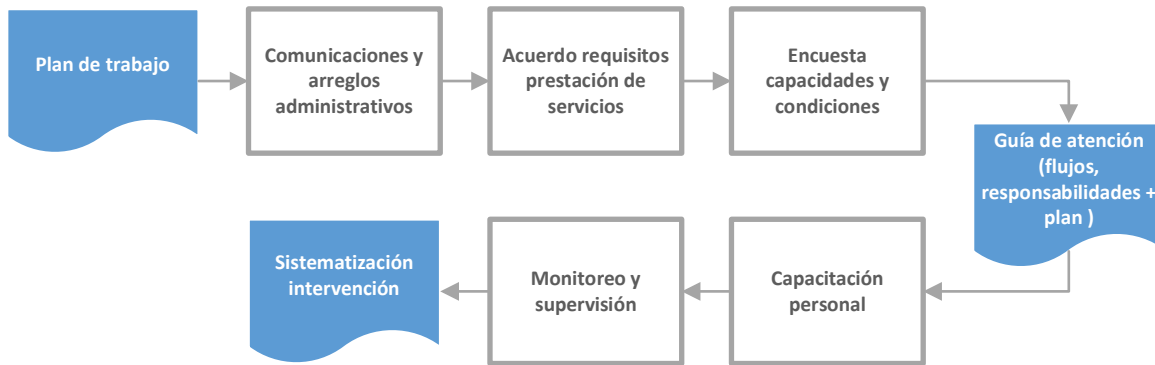 Plan de trabajo
Comunicaciones y
arreglos
administrativos
Acuerdo requisitos
prestación de
servicios
Encuesta
capacidades y
condiciones
Guía de atención
(flujos,
responsabilidades +
plan )
Capacitación
personal
Monitoreo y
supervisión
Sistematización
intervención